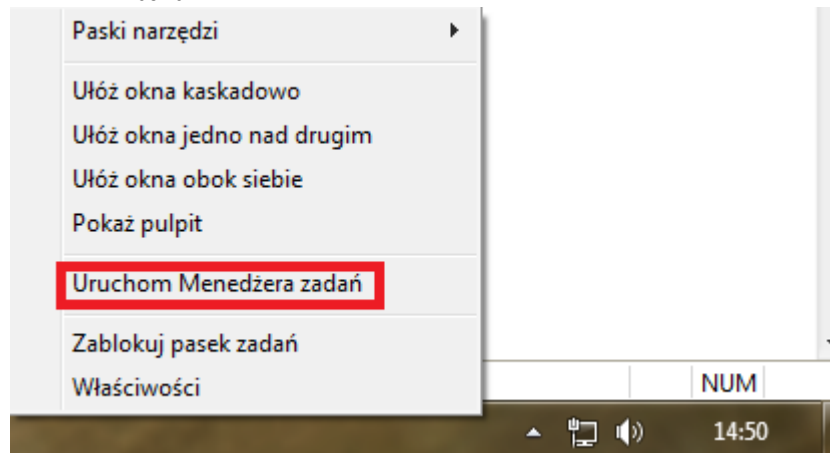 Paski narzędzi
Ułóż okna kaskadowo
Ułóż okna jedno nad drugim
Ułóż okna obok siebie
Pokaż pulpit
Uruchom Menedżera zadań
Zablokuj pasek zadań
Właściwości
NUM
14:50